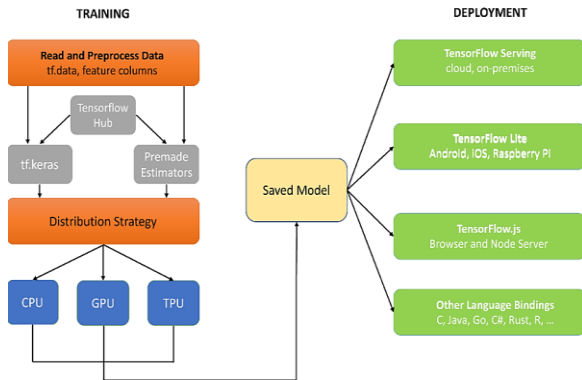 TRAINING
Read and Preprocess Data
tf.data, feature columns
Tensorflow
Hub
tf.keras
Premade
Estimators
Distribution Strategy
CPU
GPU
TPU
Saved Model
DEPLOYMENT
TensorFlow Serving
cloud, on-premises
TensorFlow Lite
Android, iOS, Raspberry Pi
TensorFlow.js
Browser and Node Server
Other Language Bindings
C, Java, Go, C#, Rust, R, ...